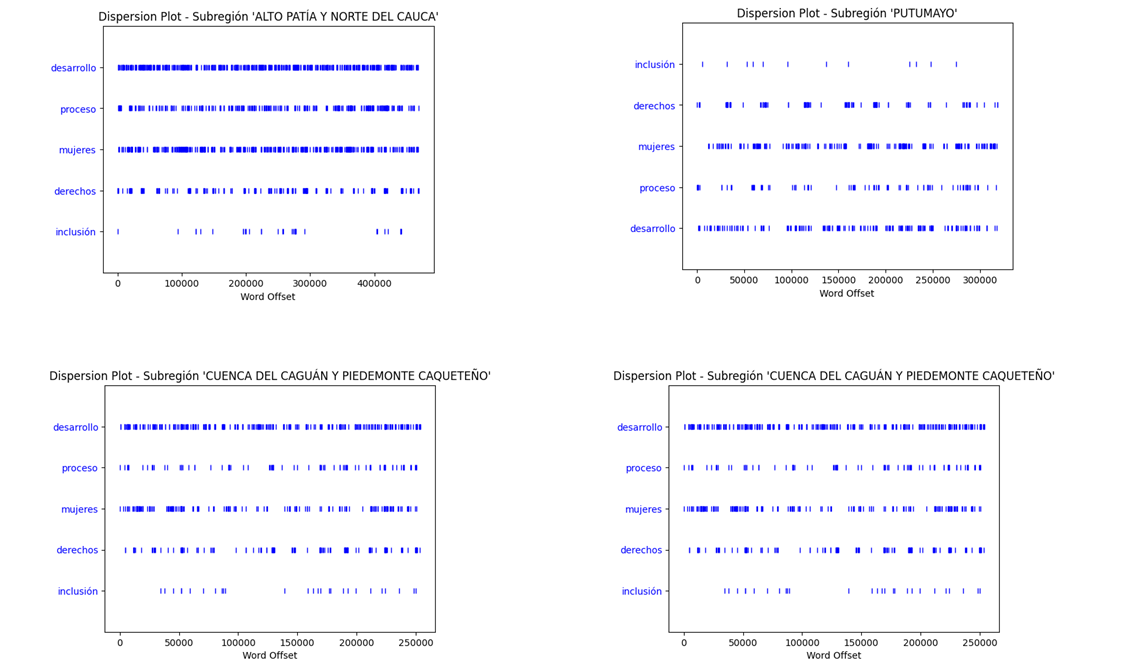 Dispersion Plot - Subregión 'ALTO PATÍA Y NORTE DEL CAUCA'
desarrollo
proceso
mujeres
derechos
inclusión
0 100000 200000 300000 400000
Word Offset
Dispersion Plot - Subregión 'PUTUMAYO'
inclusión
derechos
mujeres
proceso
desarrollo
0 50000 100000 150000 200000 250000 300000
Word Offset
Dispersion Plot - Subregión 'CUENCA DEL CAGUÁN Y PIEDEMONTE CAQUETEÑO'
desarrollo
proceso
mujeres
derechos
inclusión
0 50000 100000 150000 200000 250000
Word Offset
Dispersion Plot - Subregión 'CUENCA DEL CAGUÁN Y PIEDEMONTE CAQUETEÑO'
desarrollo
proceso
mujeres
derechos
inclusión
0 50000 100000 150000 200000 250000
Word Offset